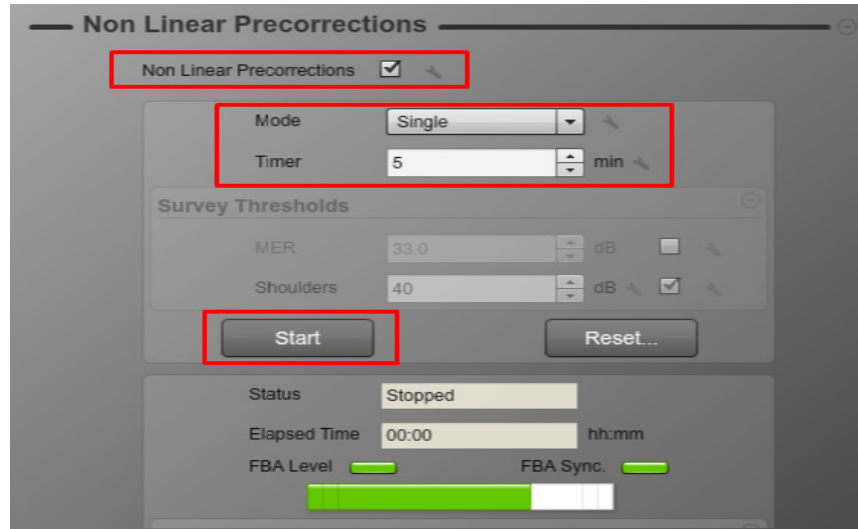 Non Linear Precorrections
Non Linear Precorrections
Mode Single
Timer 5 min
Survey Thresholds
MER 33.0 dB
Shoulders 40 dB
Start Reset...
Status Stopped
Elapsed Time 00:00 hh:mm
FBA Level FBA Sync.